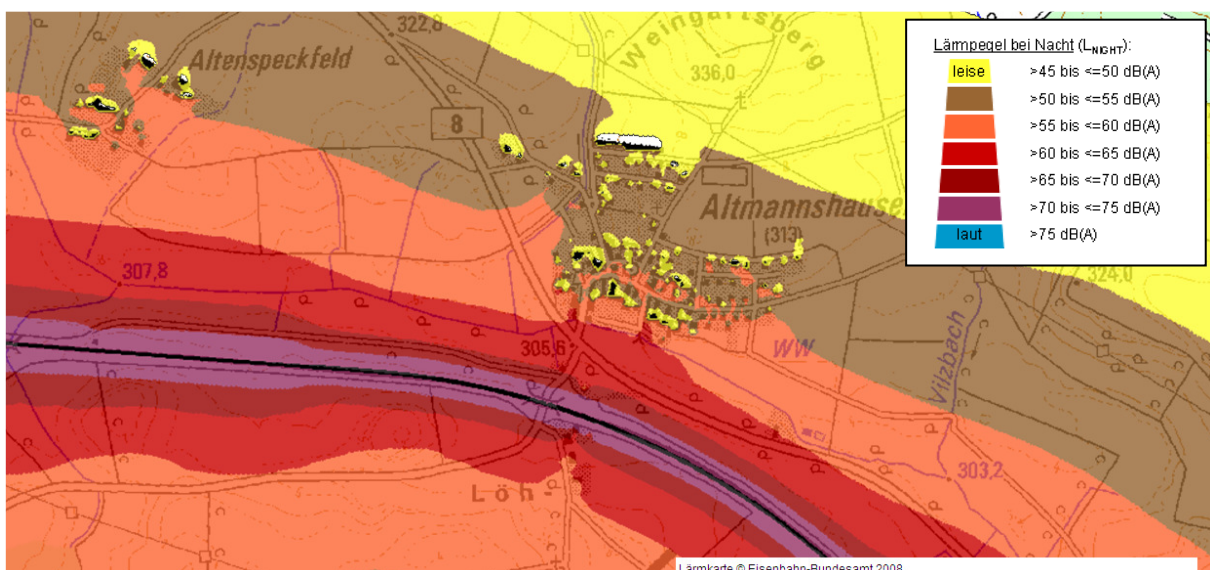 322,8
Weingartsberg
Altenspeckfeld
336,0
8
Altmannshause
(313)
307,8
305,6
324,0
WW
Vilzbach
303,2
Löh-
Lärmpegel bei Nacht (LNIGHT):
leise >45 bis <=50 dB(A)
>50 bis <=55 dB(A)
>55 bis <=60 dB(A)
>60 bis <=65 dB(A)
>65 bis <=70 dB(A)
>70 bis <=75 dB(A)
laut >75 dB(A)
Lärmkarte © Eisenbahn-Bundesamt 2008